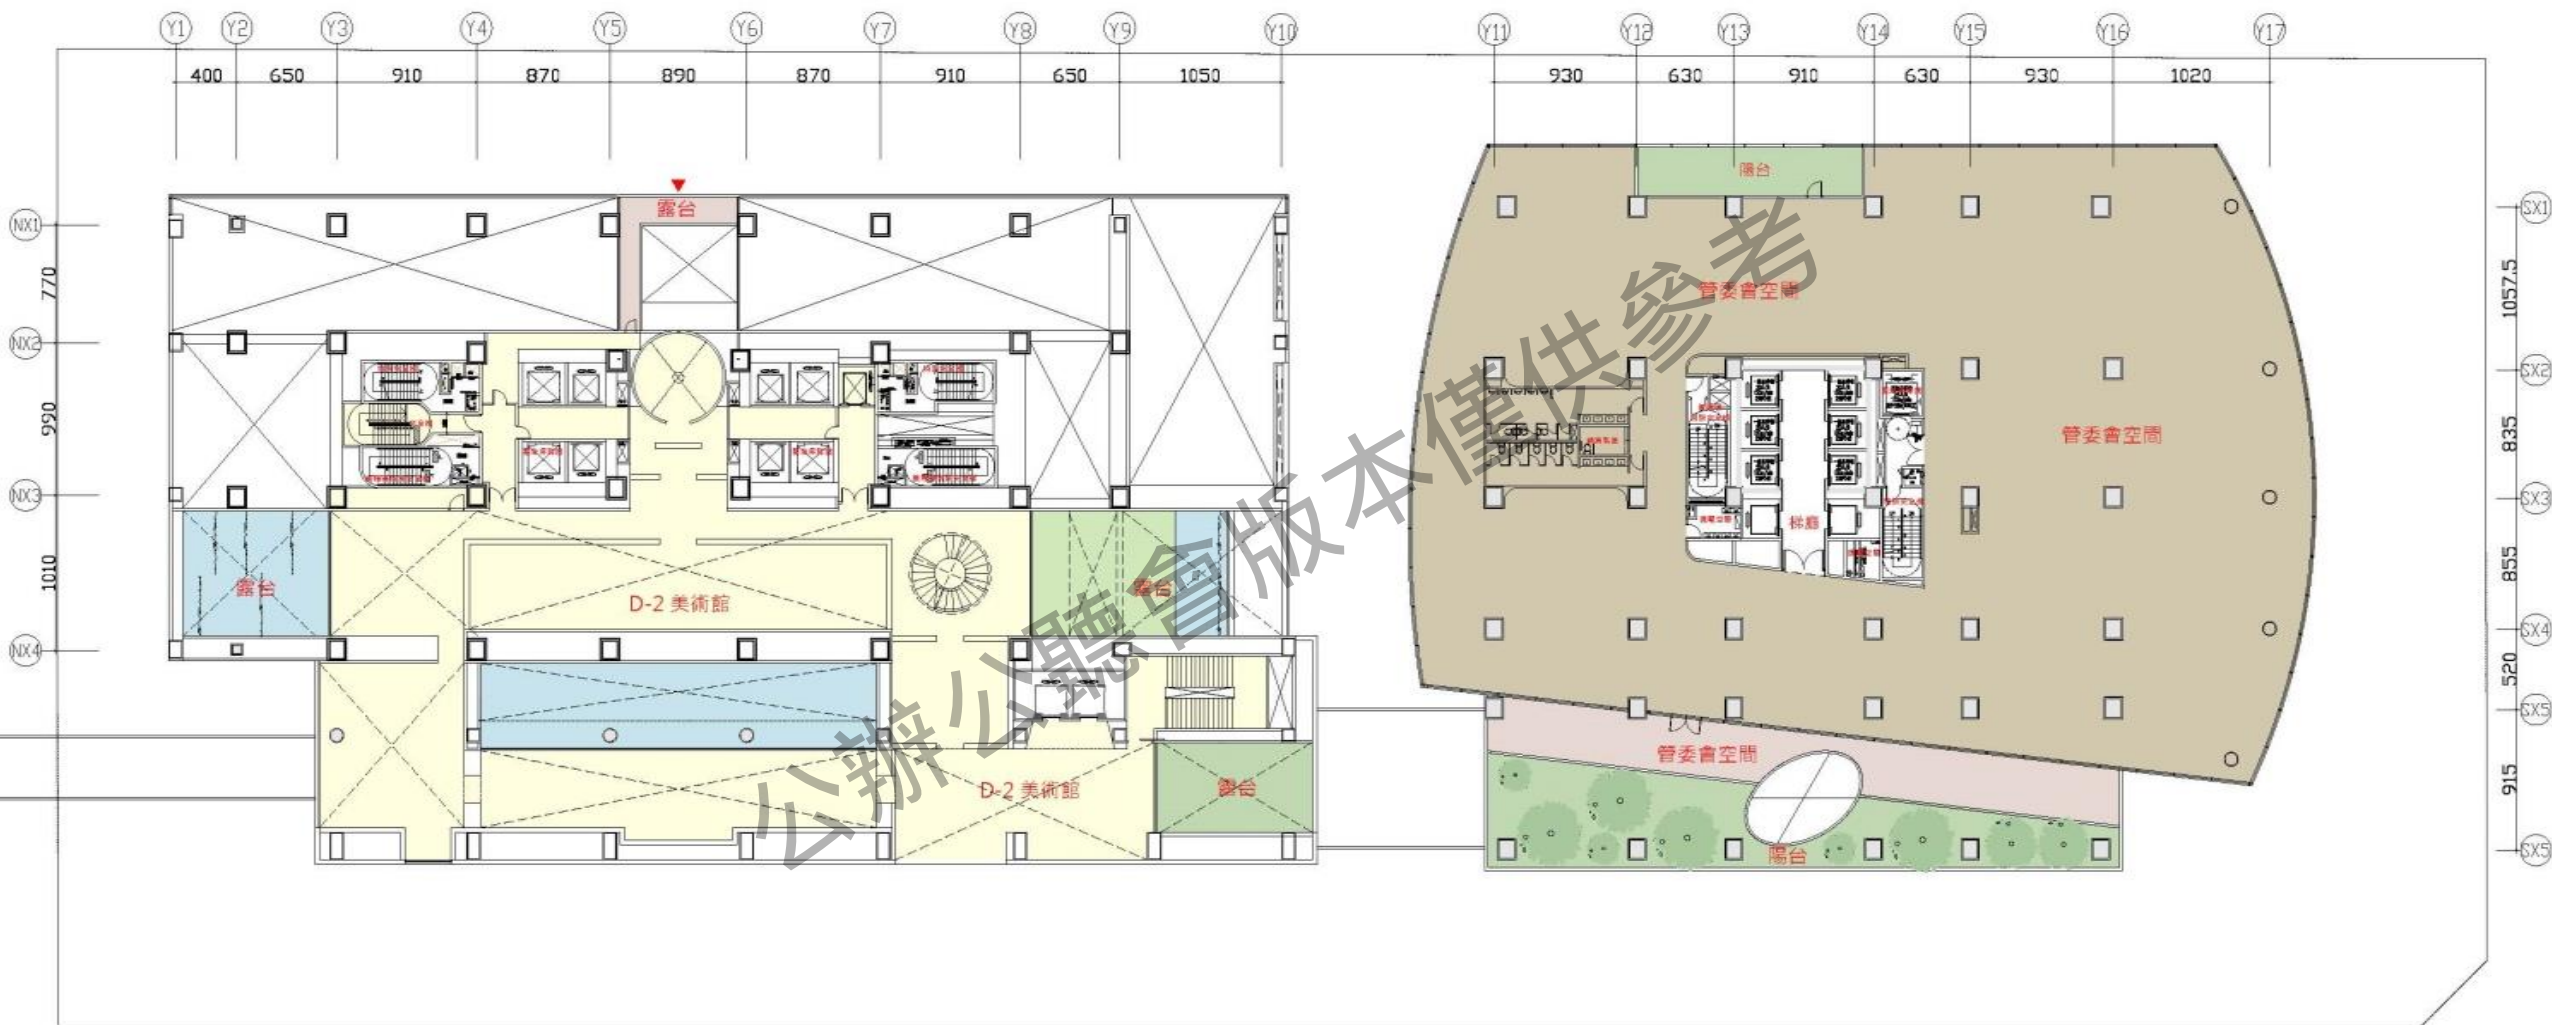 Y1 Y2 Y3 Y4 Y5 Y6 Y7 Y8 Y9 Y10 Y11 Y12 Y13 Y14 Y15 Y16 Y17
400 650 910 870 890 870 910 650 1050 930 630 910 630 930 1020
NX1
770
NX2
990
NX3
1010
NX4
SX1
1057.5
SX2
835
SX3
855
SX4
520
SX5
915
SX5
露台
陽台
管委會空間
管委會空間
梯廳
露台
D-2 美術館
露台
管委會空間
D-2 美術館
露台
陽台
公辦公聽會版本僅供參考